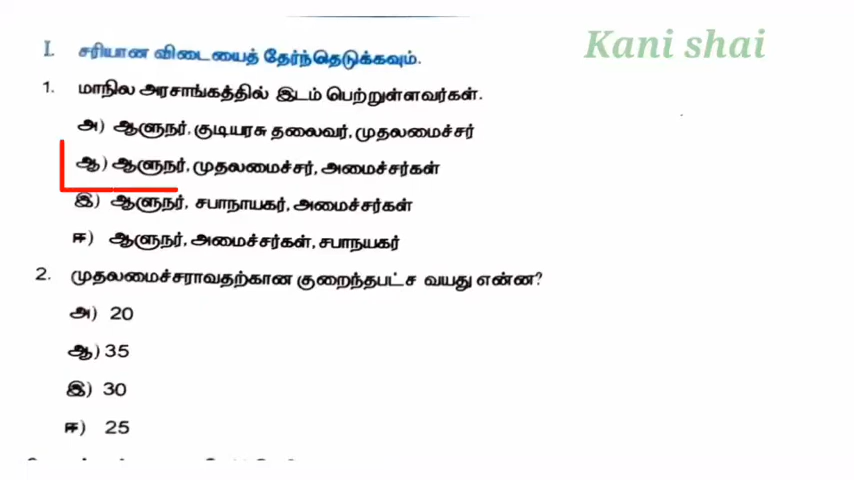 Kani shai
I. சரியான விடையைத் தேர்ந்தெடுக்கவும்.
1. மாநில அரசாங்கத்தில் இடம் பெற்றுள்ளவர்கள்.
அ) ஆளுநர், குடியரசு தலைவர், முதலமைச்சர்
ஆ) ஆளுநர், முதலமைச்சர், அமைச்சர்கள்
இ) ஆளுநர், சபாநாயகர், அமைச்சர்கள்
ஈ) ஆளுநர், அமைச்சர்கள், சபாநயகர்
2. முதலமைச்சராவதற்கான குறைந்தபட்ச வயது என்ன?
அ) 20
ஆ) 35
இ) 30
ஈ) 25